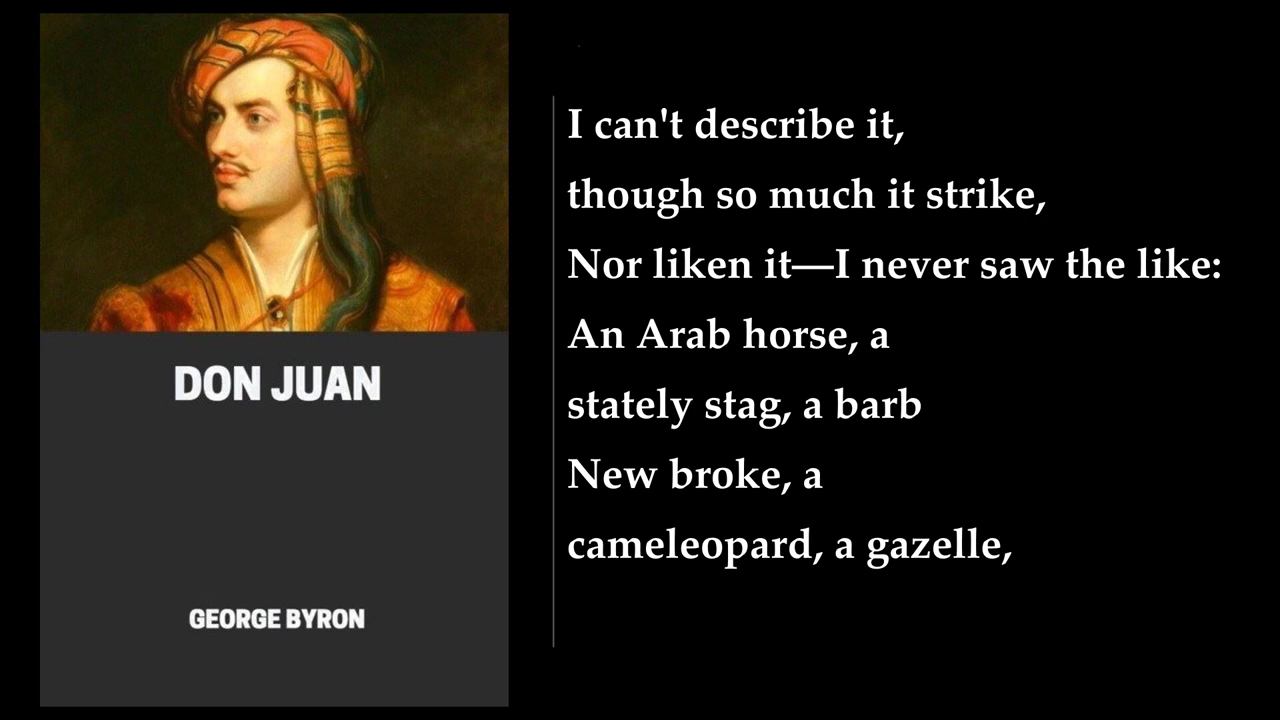 DON JUAN
GEORGE BYRON
I can't describe it,
though so much it strike,
Nor liken it—I never saw the like:
An Arab horse, a
stately stag, a barb
New broke, a
cameleopard, a gazelle,